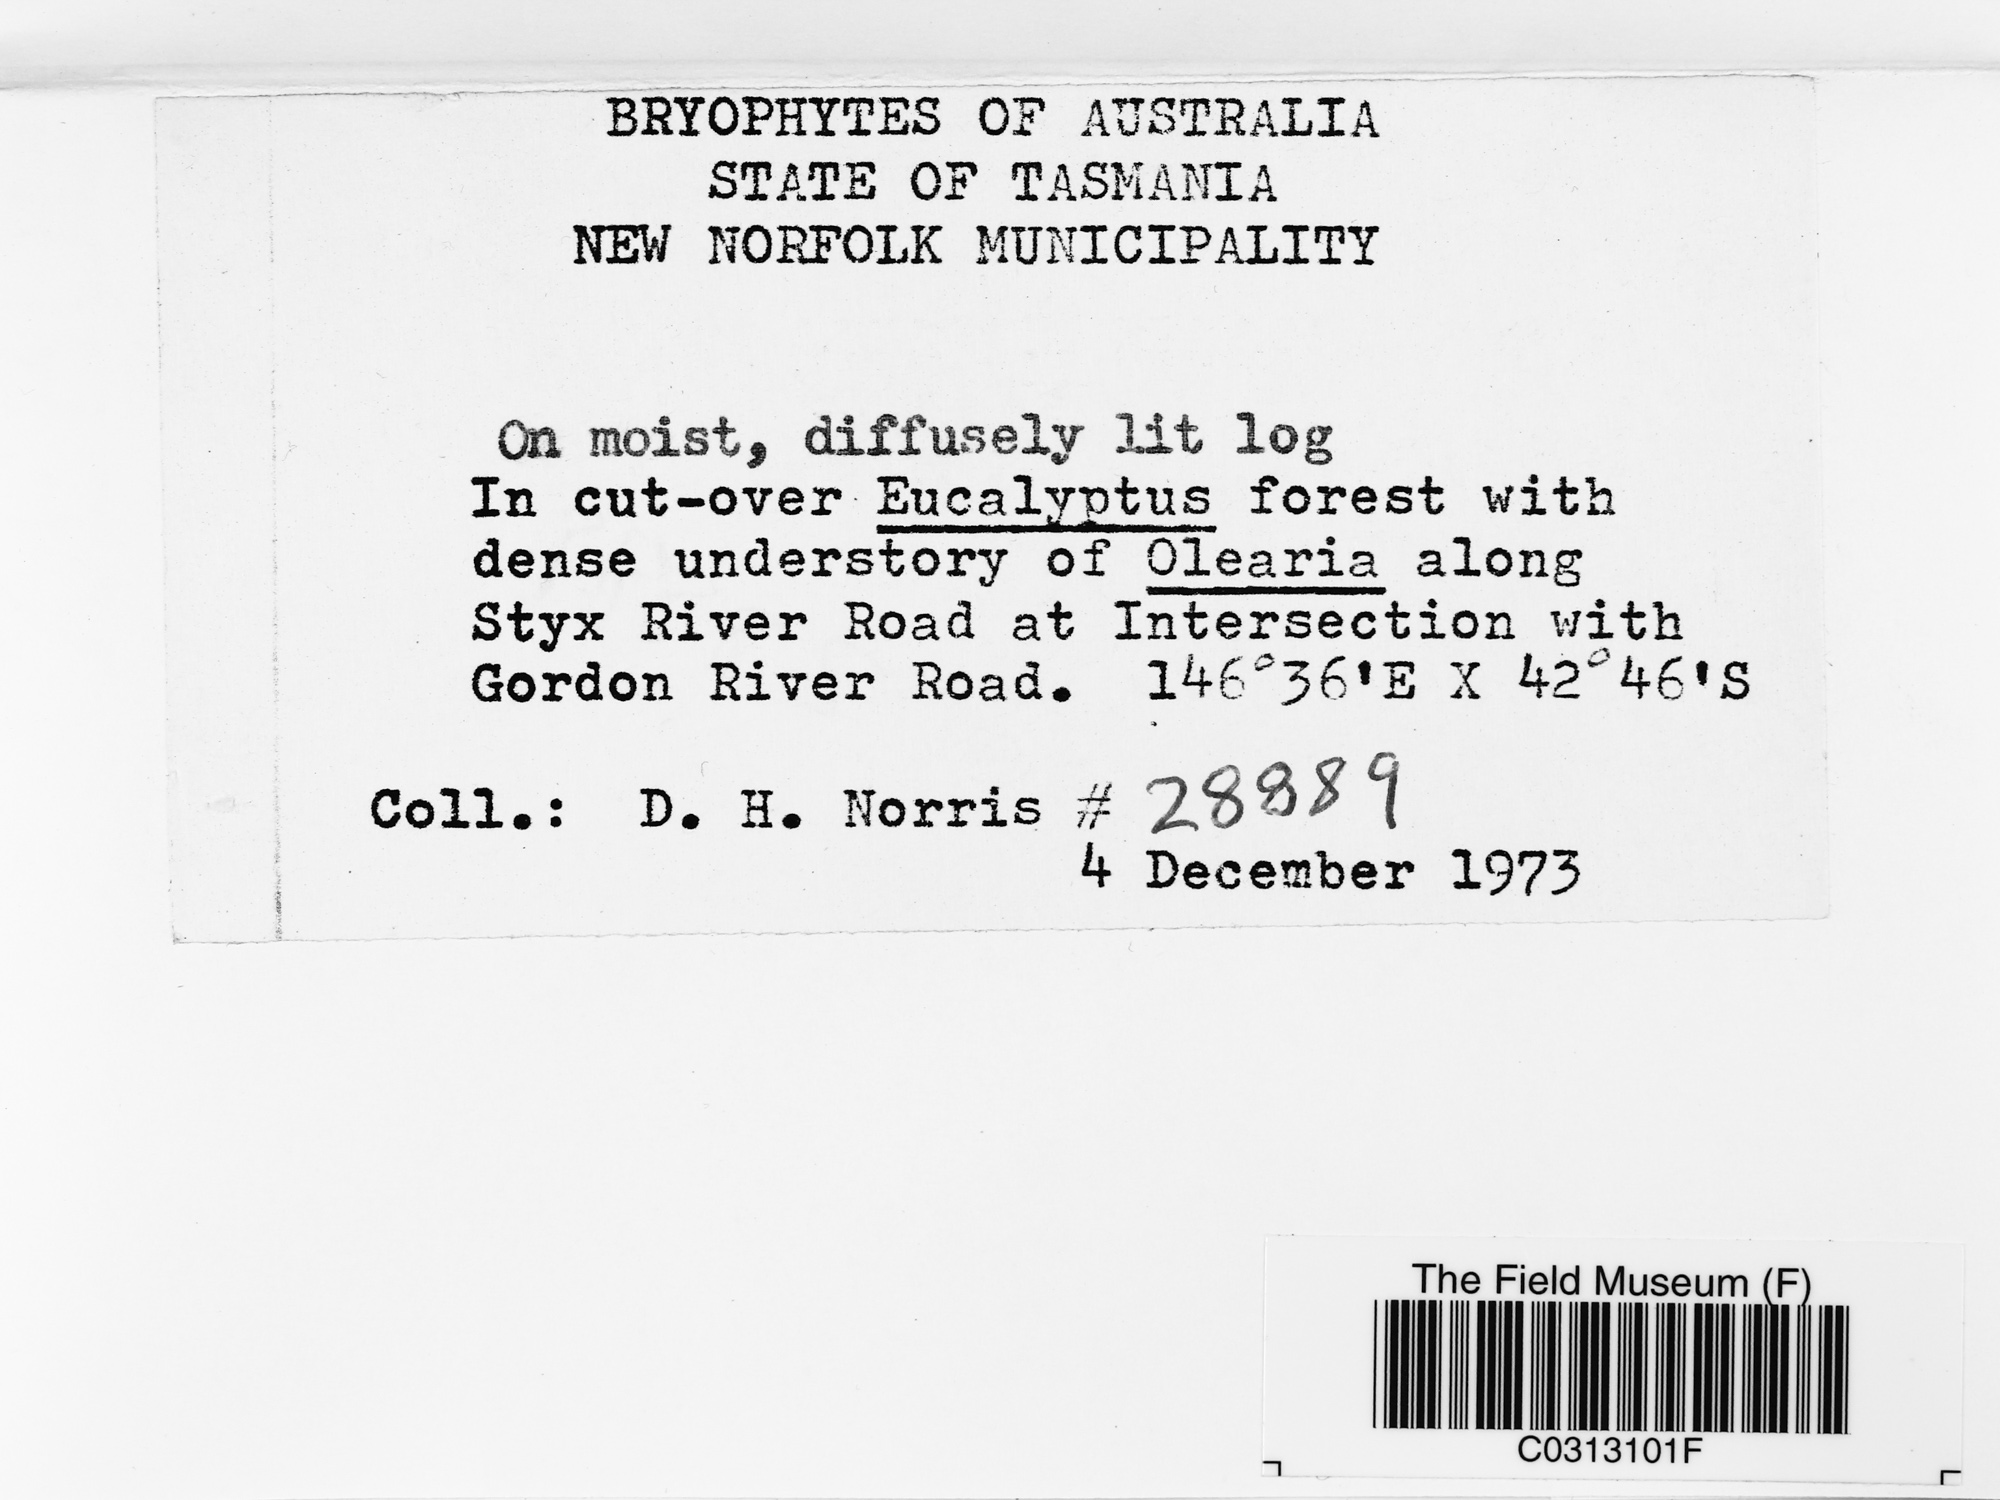 BRYOPHYTES OF AUSTRALIA
STATE OF TASMANIA
NEW NORFOLK MUNICIPALITY
On moist, diffusely lit log
In cut-over Eucalyptus forest with
dense understory of Olearia along
Styx River Road at Intersection with
Gordon River Road. 146°36'E X 42°46'S
Coll.: D. H. Norris # 28889
4 December 1973
The Field Museum (F)
C0313101F